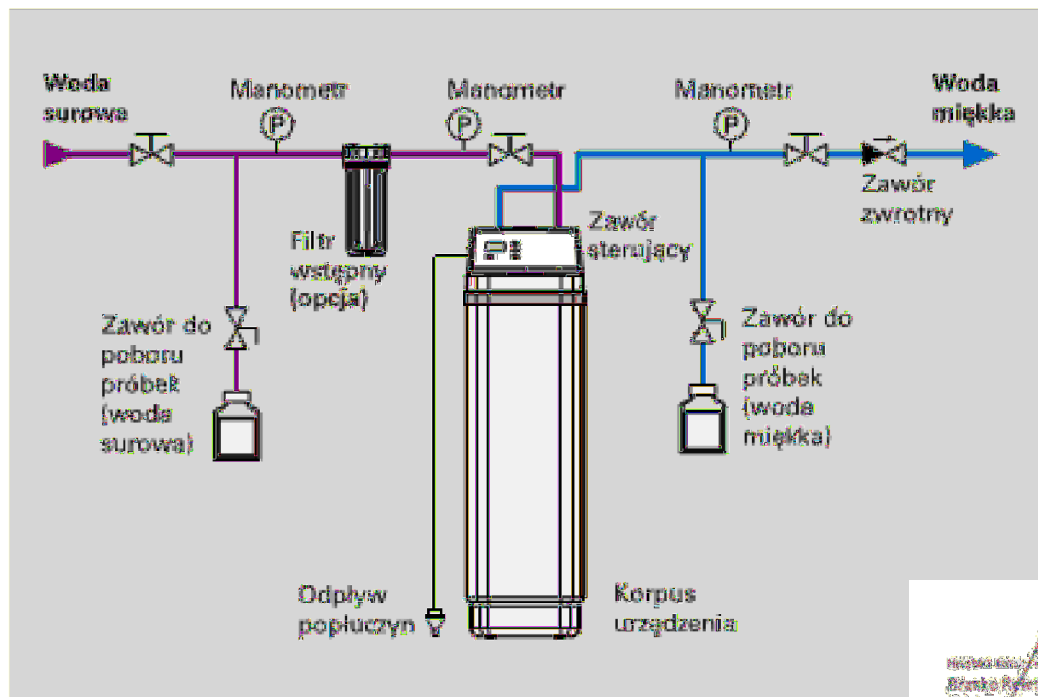 Woda
surowa
Manometr
P
Manometr
P
Manometr
P
Woda
miękka
Zawór
zwrotny
Filtr
wstępny
(opcja)
Zawór
sterujący
Zawór do
poboru
próbek
(woda
surowa)
Zawór do
poboru
próbek
(woda
miękka)
Odpływ
popłuczyn
Korpus
urządzenia